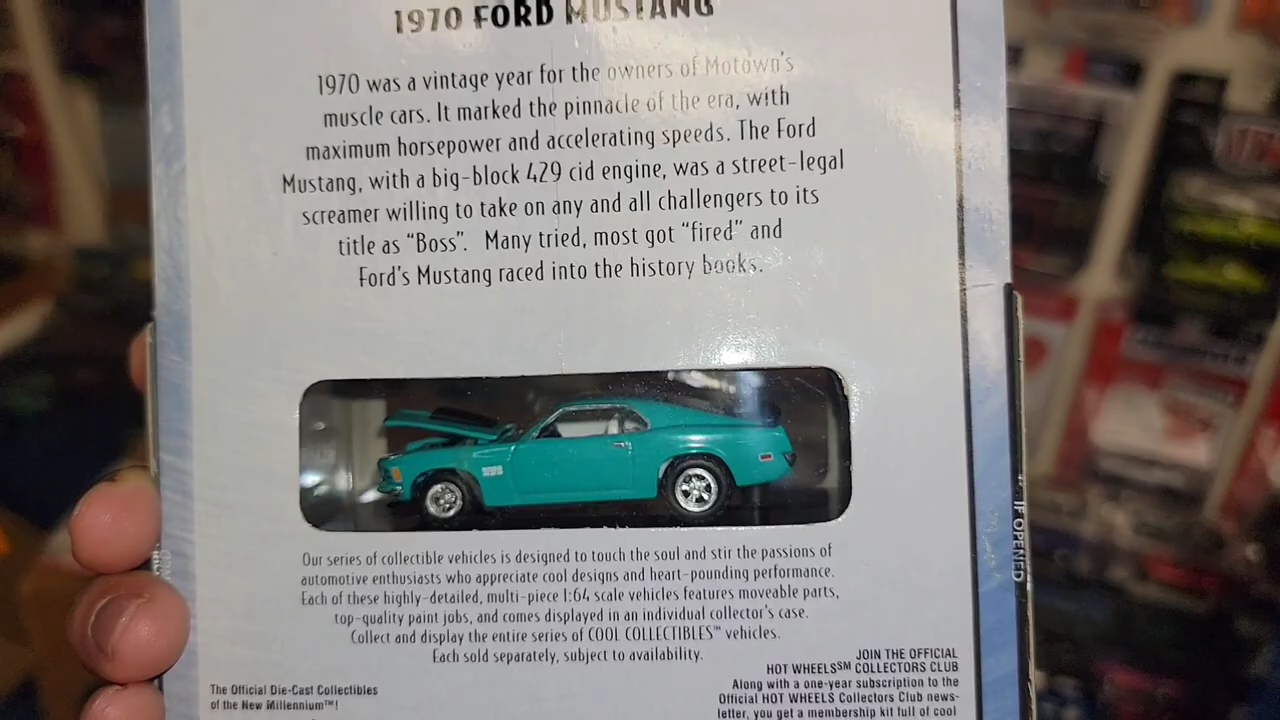 1970 FORD MUSTANG
1970 was a vintage year for the owners of Motown's
muscle cars. It marked the pinnacle of the era, with
maximum horsepower and accelerating speeds. The Ford
Mustang, with a big-block 429 cid engine, was a street-legal
screamer willing to take on any and all challengers to its
title as "Boss". Many tried, most got "fired" and
Ford's Mustang raced into the history books.
Our series of collectible vehicles is designed to touch the soul and stir the passions of
automotive enthusiasts who appreciate cool designs and heart-pounding performance.
Each of these highly-detailed, multi-piece 1:64 scale vehicles features moveable parts,
top-quality paint jobs, and comes displayed in an individual collector's case.
Collect and display the entire series of COOL COLLECTIBLES™ vehicles.
Each sold separately, subject to availability.
The Official Die-Cast Collectibles
of the New Millennium™!
JOIN THE OFFICIAL
HOT WHEELS℠ COLLECTORS CLUB
Along with a one-year subscription to the
Official HOT WHEELS Collectors Club news-
letter, you get a membership kit full of cool
IF OPENED